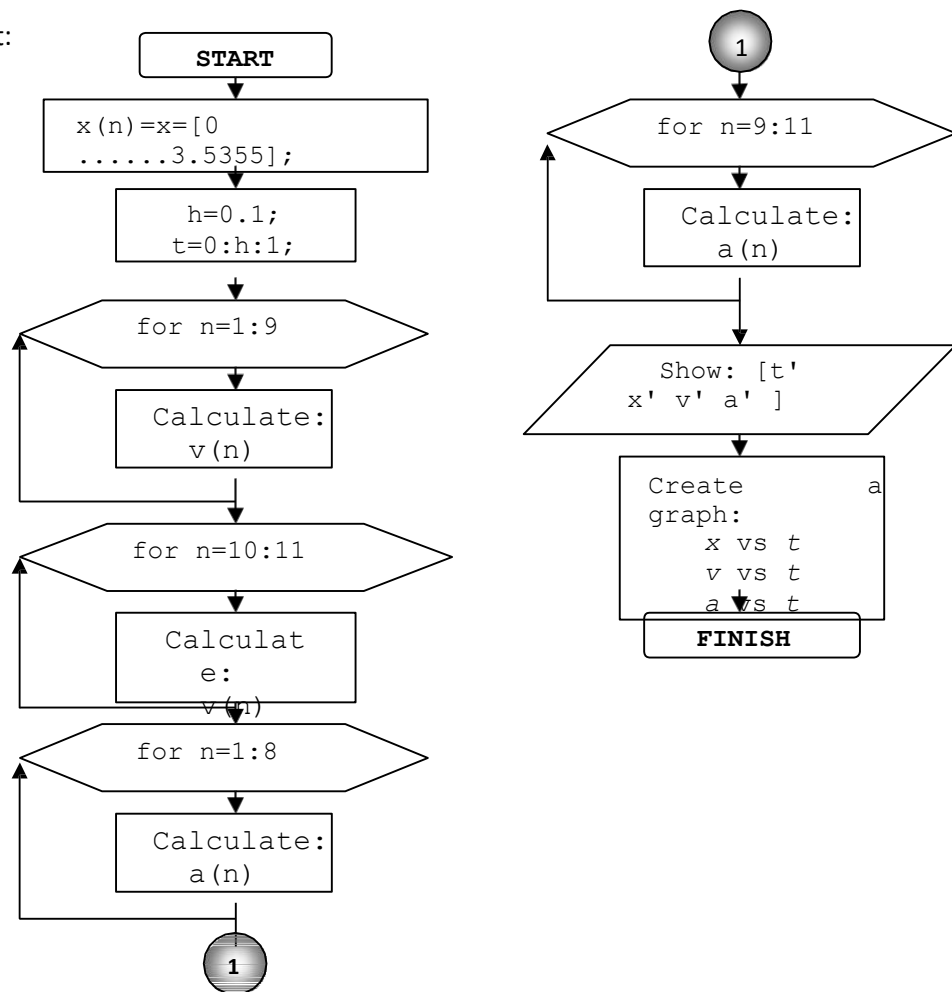 t:
START
x(n)=x=[0
......3.5355];
h=0.1;
t=0:h:1;
for n=1:9
Calculate:
v(n)
for n=10:11
Calculat
e:
v(n)
for n=1:8
Calculate:
a(n)
1
1
for n=9:11
Calculate:
a(n)
Show: [t'
x' v' a' ]
Create a
graph:
x vs t
v vs t
a vs t
FINISH